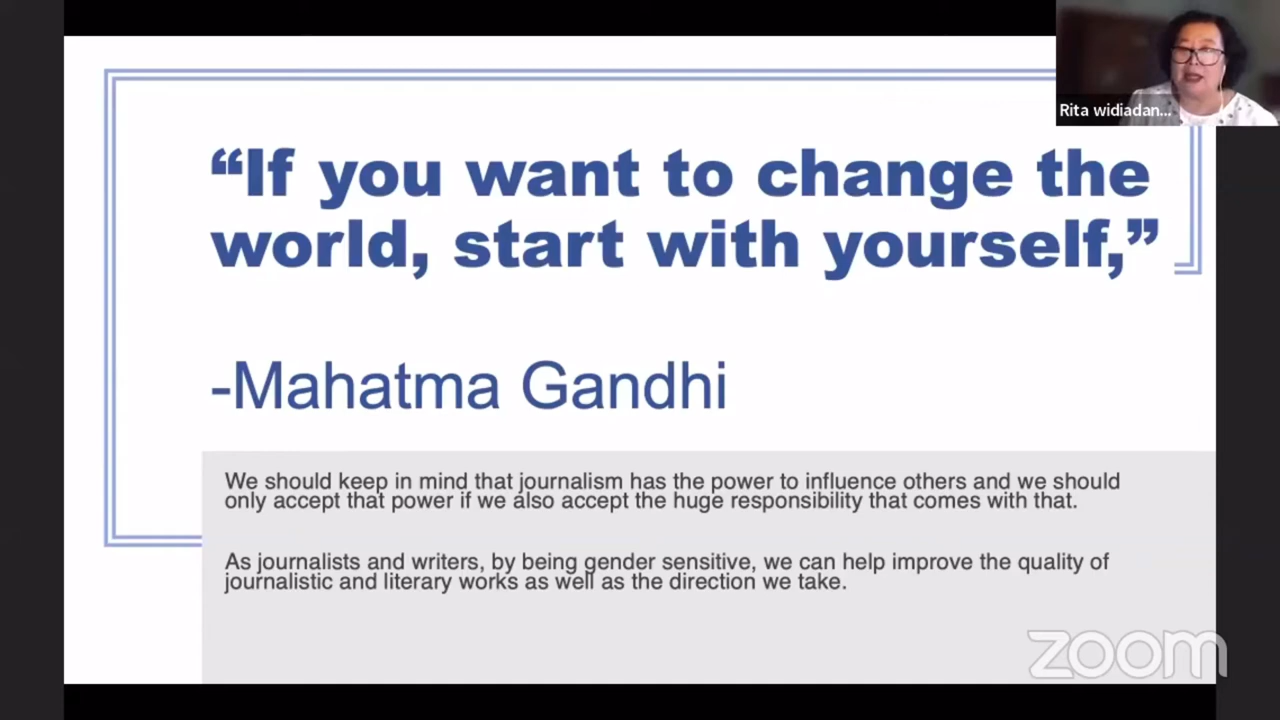 Rita widiadan...
“If you want to change the
world, start with yourself,”
-Mahatma Gandhi
We should keep in mind that journalism has the power to influence others and we should
only accept that power if we also accept the huge responsibility that comes with that.
As journalists and writers, by being gender sensitive, we can help improve the quality of
journalistic and literary works as well as the direction we take.
zoom